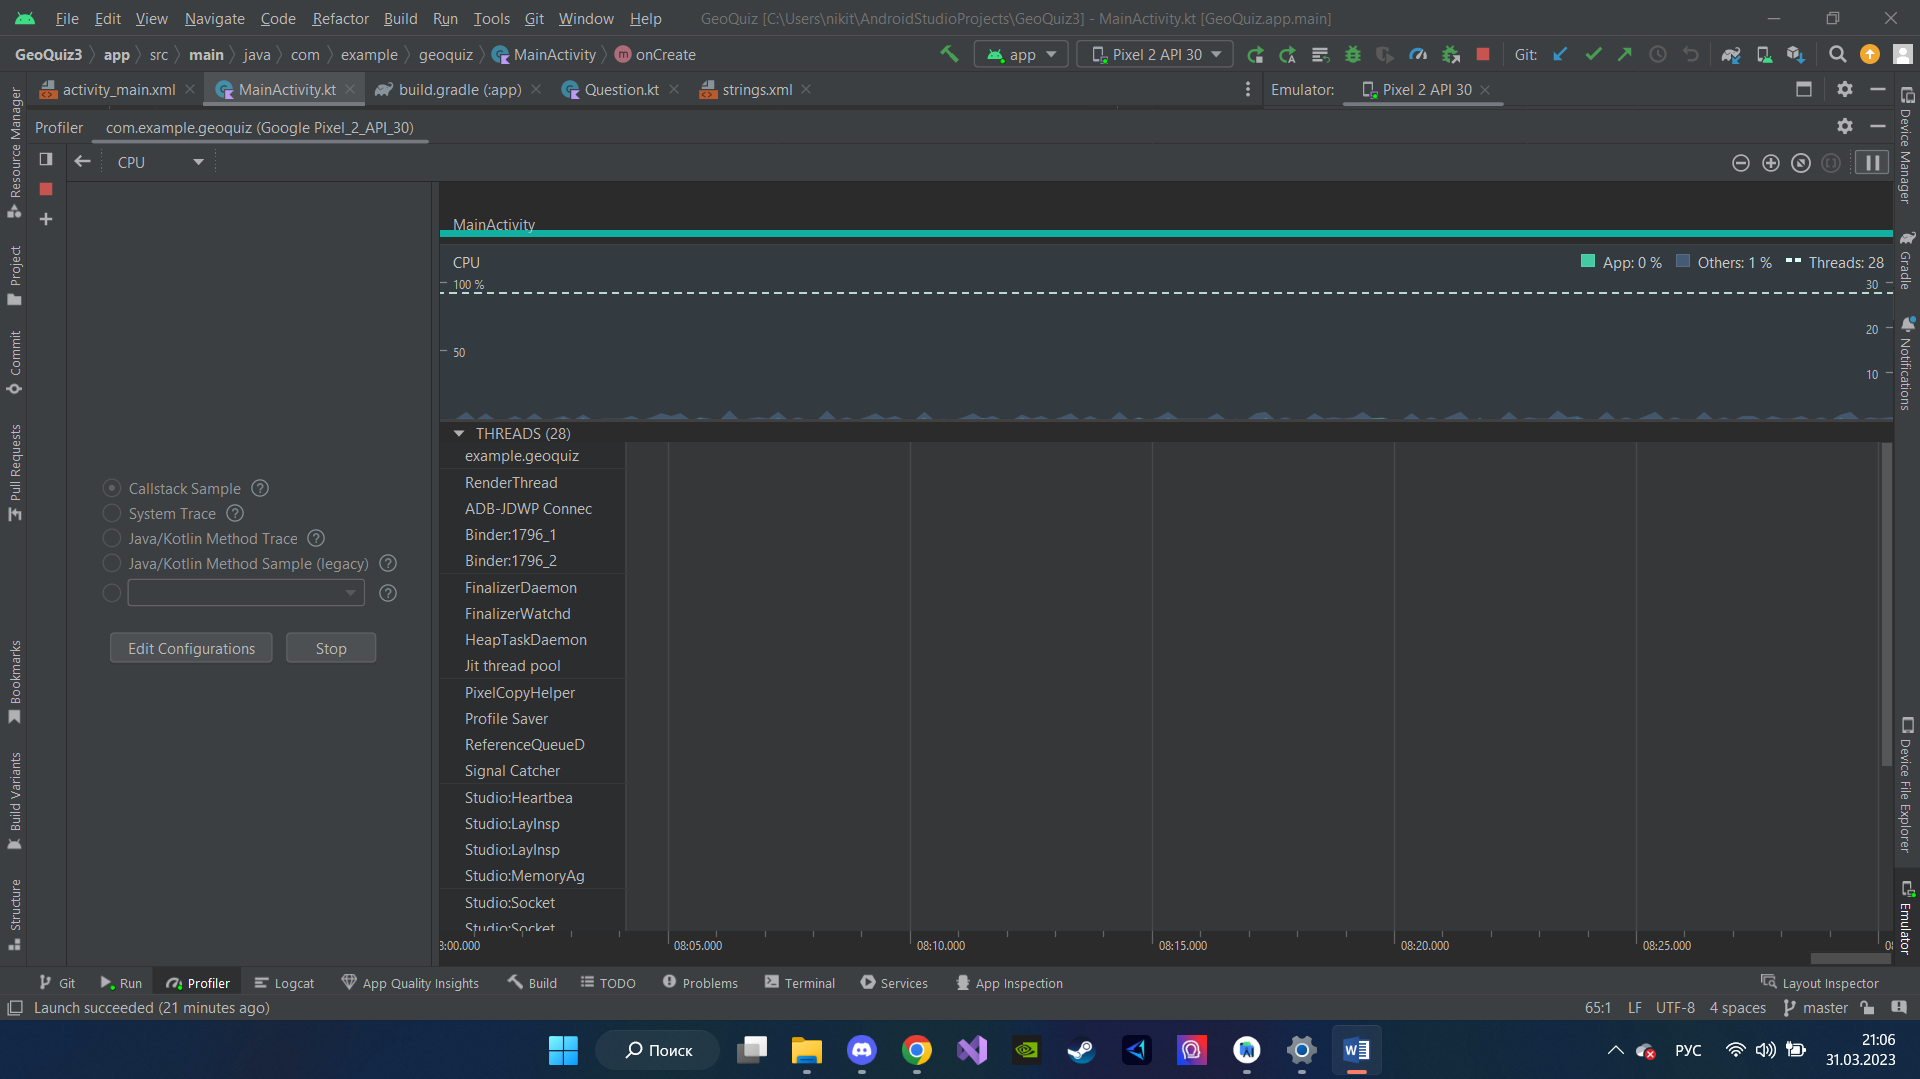 File Edit View Navigate Code Refactor Build Run Tools Git Window Help GeoQuiz [C:\Users\nikit\AndroidStudioProjects\GeoQuiz3] - MainActivity.kt [GeoQuiz.app.main]
GeoQuiz3 app src main java com example geoquiz MainActivity m onCreate app Pixel 2 API 30 Git:
activity_main.xml MainActivity.kt build.gradle (:app) Question.kt strings.xml Emulator: Pixel 2 API 30
Profiler com.example.geoquiz (Google Pixel_2_API_30)
CPU
MainActivity
CPU App: 0 % Others: 1 % Threads: 28
100 % 30
20
50
10
THREADS (28)
example.geoquiz
RenderThread
ADB-JDWP Connec
Binder:1796_1
Binder:1796_2
FinalizerDaemon
FinalizerWatchd
HeapTaskDaemon
Jit thread pool
PixelCopyHelper
Profile Saver
ReferenceQueueD
Signal Catcher
Studio:Heartbea
Studio:LayInsp
Studio:LayInsp
Studio:MemoryAg
Studio:Socket
Studio:Socket
08:05.000 08:10.000 08:15.000 08:20.000 08:25.000
Callstack Sample ?
System Trace ?
Java/Kotlin Method Trace ?
Java/Kotlin Method Sample (legacy) ?
?
Edit Configurations Stop
Resource Manager
Project
Commit
Pull Requests
Bookmarks
Build Variants
Structure
Device Manager
Gradle
Notifications
Device File Explorer
Emulator
Git Run Profiler Logcat App Quality Insights Build TODO Problems Terminal Services App Inspection Layout Inspector
Launch succeeded (21 minutes ago) 65:1 LF UTF-8 4 spaces master
Поиск РУС 21:06
31.03.2023